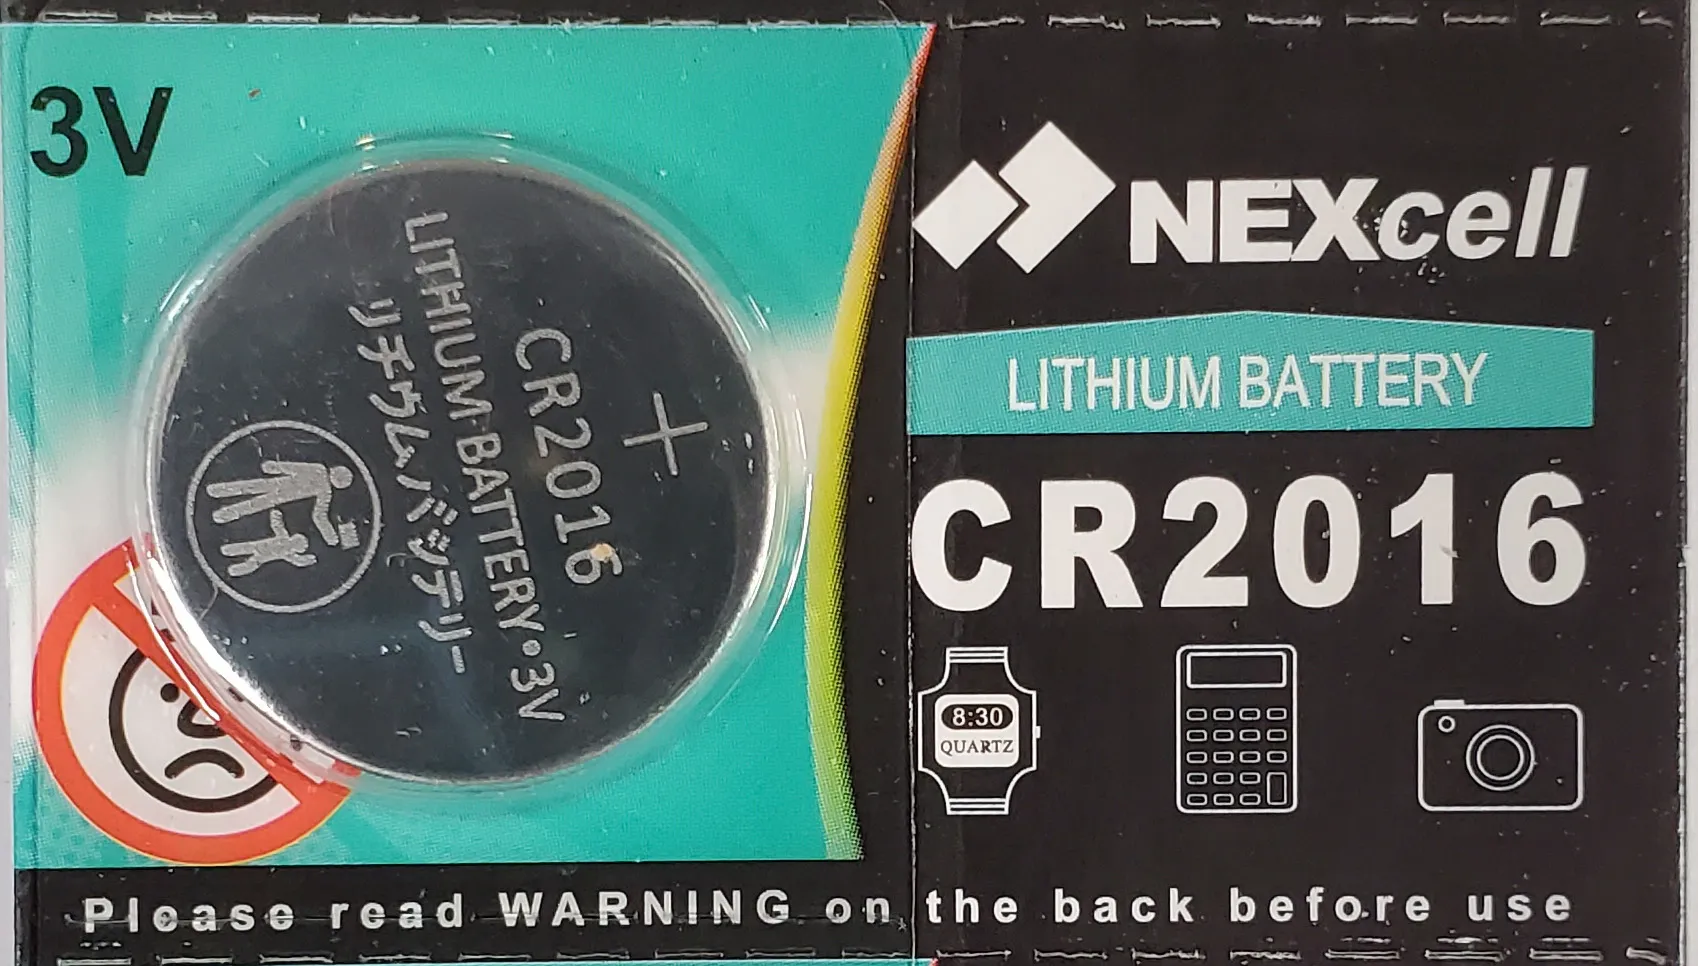 3V
+
CR2016
LITHIUM BATTERY•3V
リチウムバッテリー
NEXcell
LITHIUM BATTERY
CR2016
8:30
QUARTZ
Please read WARNING on the back before use